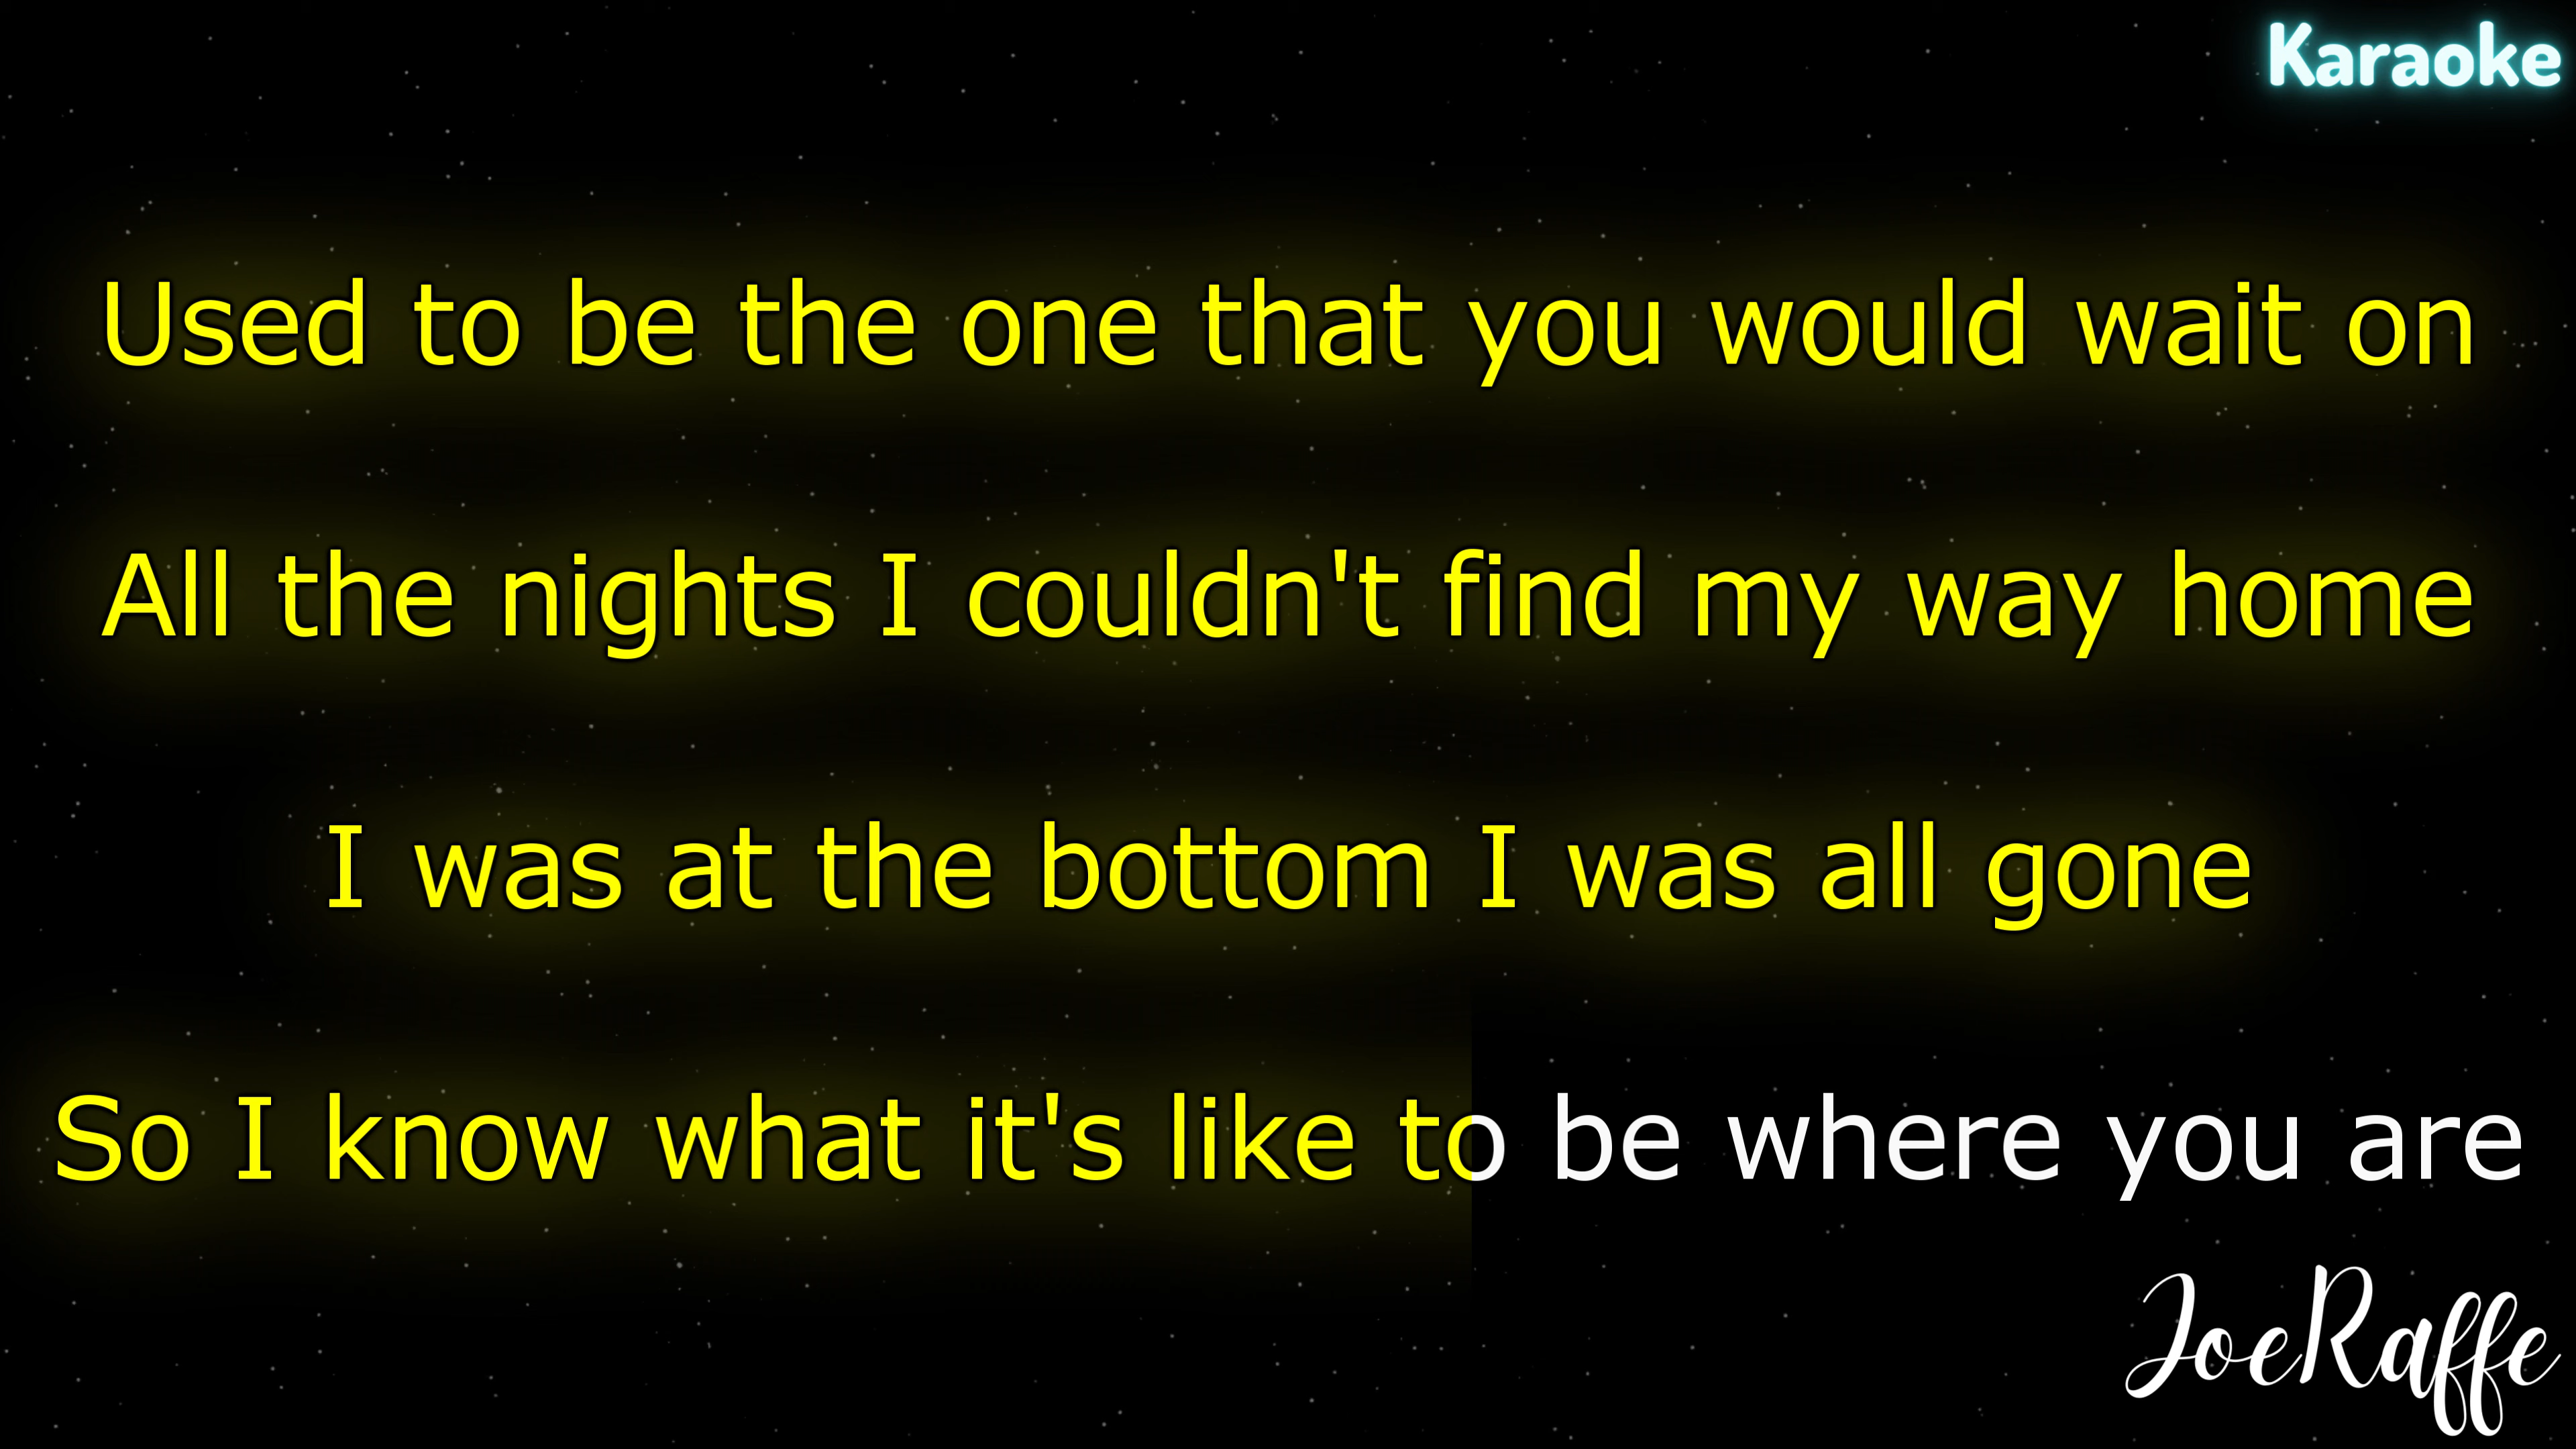 Karaoke
Used to be the one that you would wait on
All the nights I couldn't find my way home
I was at the bottom I was all gone
So I know what it's like to be where you are
JoeRaffe